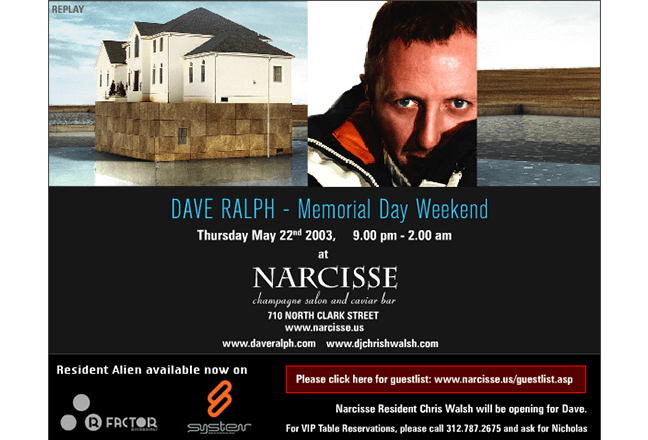 REPLAY
DAVE RALPH - Memorial Day Weekend
Thursday May 22nd 2003, 9.00 pm - 2.00 am
at
NARCISSE
champagne salon and caviar bar
710 NORTH CLARK STREET
www.narcisse.us
www.daveralph.com www.djchrishwalsh.com
Resident Alien available now on
R FACTOR
system
Please click here for guestlist: www.narcisse.us/guestlist.asp
Narcisse Resident Chris Walsh will be opening for Dave.
For VIP Table Reservations, please call 312.787.2675 and ask for Nicholas